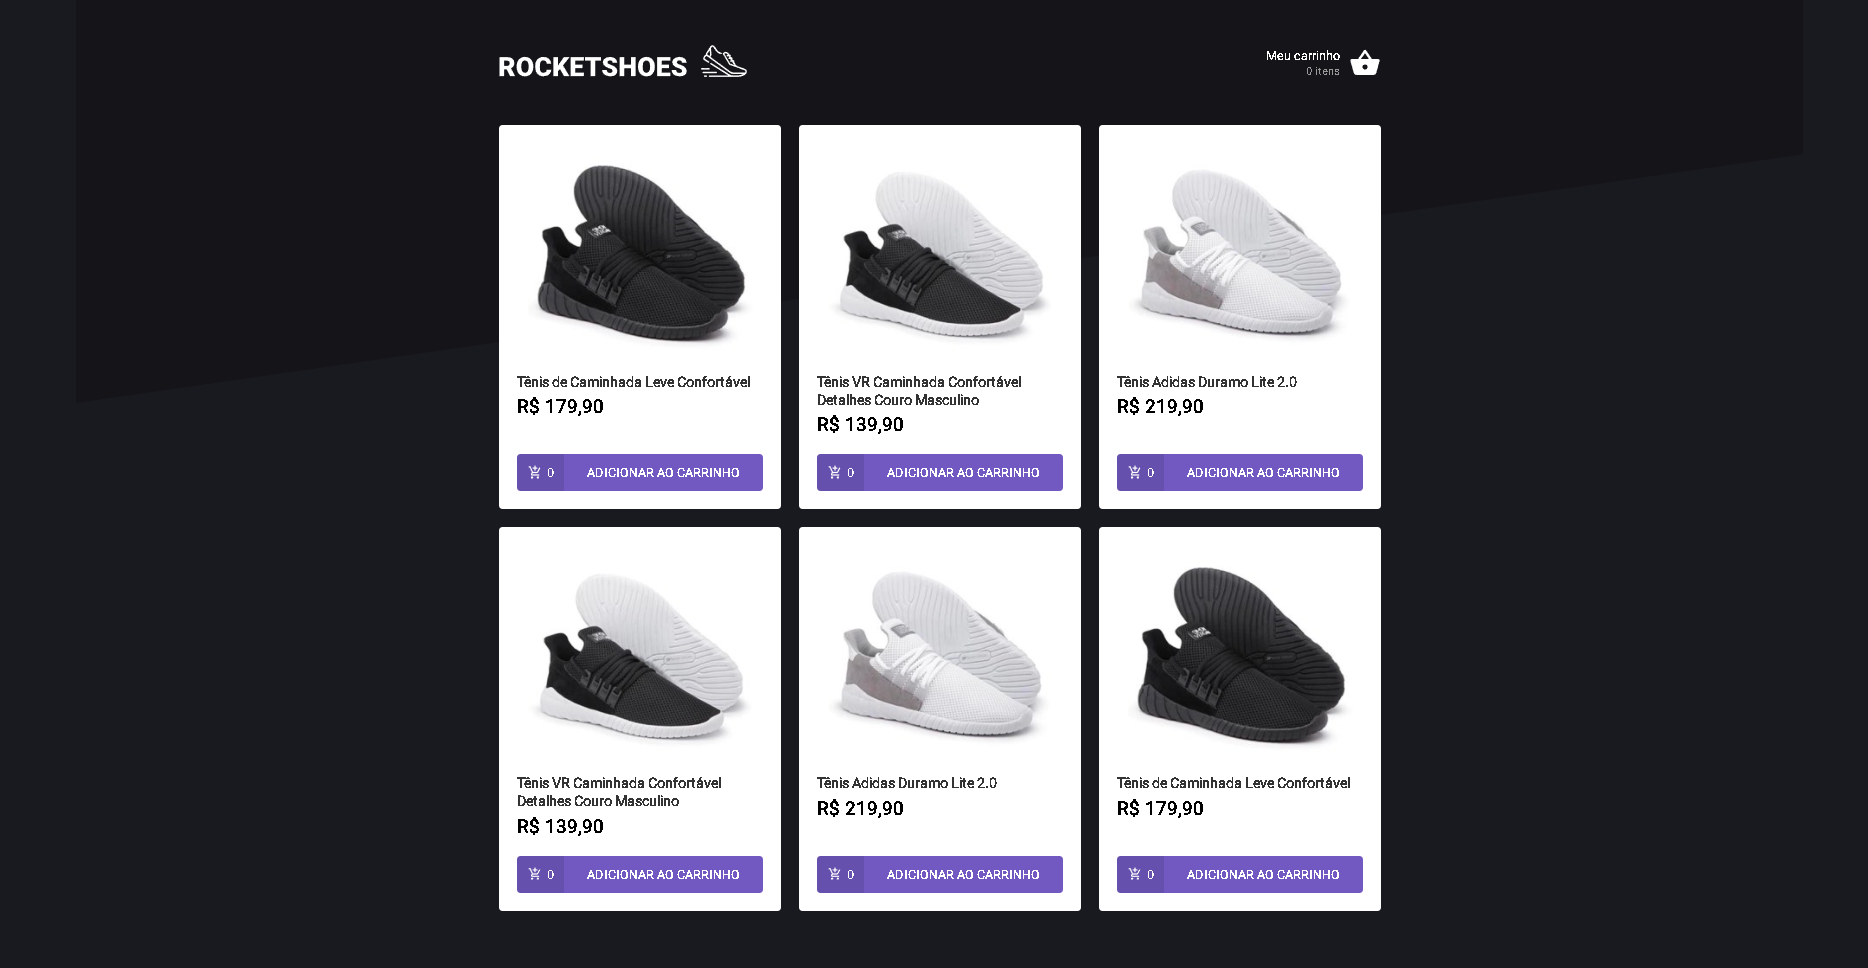 ROCKETSHOES
Meu carrinho
0 itens
Tênis de Caminhada Leve Confortável
R$ 179,90
0 ADICIONAR AO CARRINHO
Tênis VR Caminhada Confortável
Detalhes Couro Masculino
R$ 139,90
0 ADICIONAR AO CARRINHO
Tênis Adidas Duramo Lite 2.0
R$ 219,90
0 ADICIONAR AO CARRINHO
Tênis VR Caminhada Confortável
Detalhes Couro Masculino
R$ 139,90
0 ADICIONAR AO CARRINHO
Tênis Adidas Duramo Lite 2.0
R$ 219,90
0 ADICIONAR AO CARRINHO
Tênis de Caminhada Leve Confortável
R$ 179,90
0 ADICIONAR AO CARRINHO